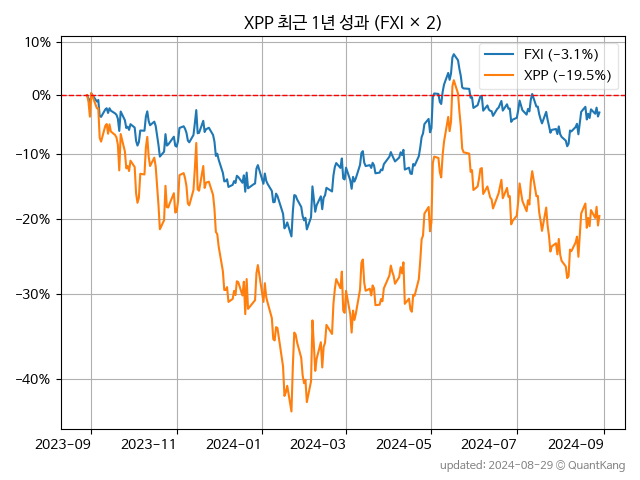 XPP 최근 1년 성과 (FXI × 2)
10%
0%
−10%
−20%
−30%
−40%
FXI (−3.1%)
XPP (−19.5%)
2023-09 2023-11 2024-01 2024-03 2024-05 2024-07 2024-09
updated: 2024-08-29 © QuantKang